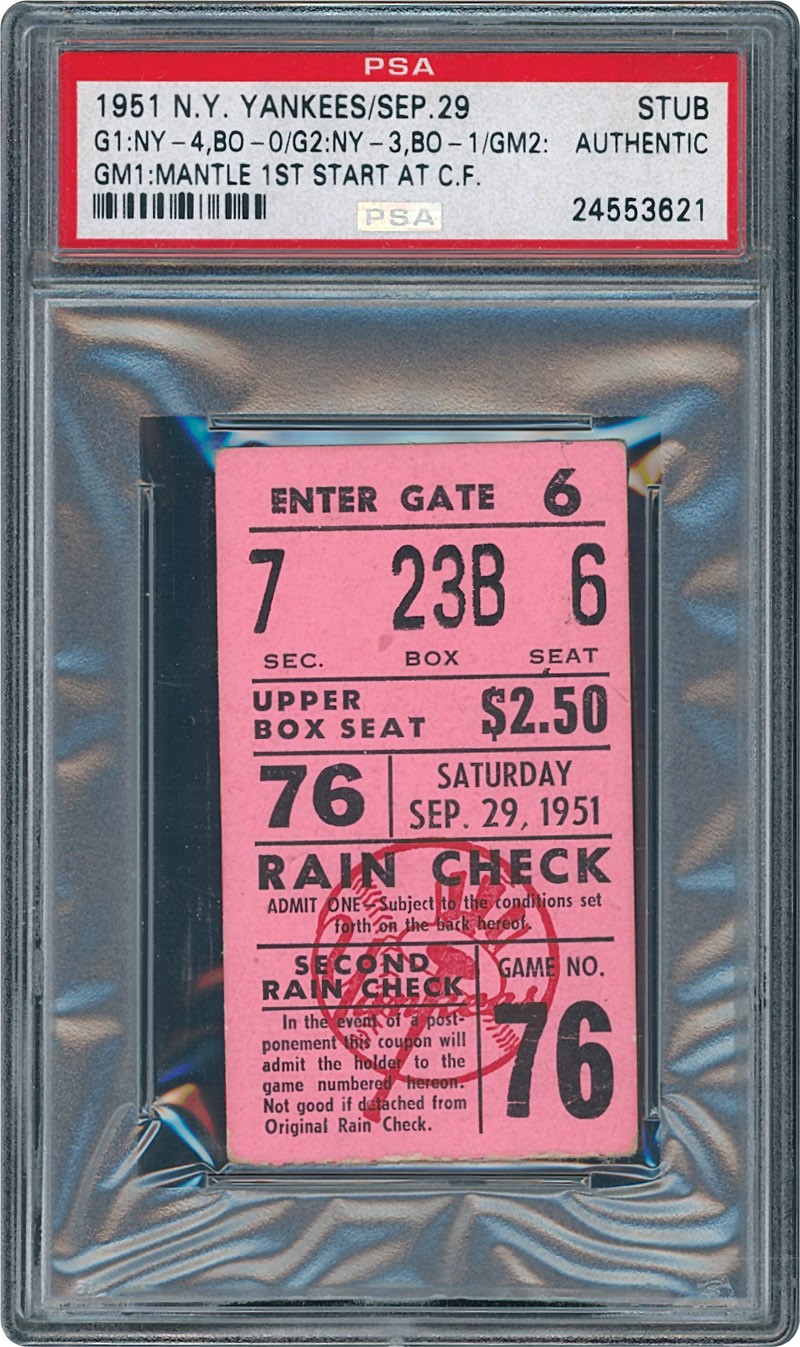 PSA
1951 N.Y. YANKEES/SEP.29 STUB
G1:NY-4,BO-0/G2:NY-3,BO-1/GM2: AUTHENTIC
GM1:MANTLE 1ST START AT C.F.
PSA 24553621
ENTER GATE 6
7 23B 6
SEC. BOX SEAT
UPPER
BOX SEAT $2.50
76 SATURDAY
SEP. 29, 1951
RAIN CHECK
ADMIT ONE—Subject to the conditions set
forth on the back hereof.
SECOND
RAIN CHECK
GAME NO.
76
Yankees
In the event of a post-
ponement this coupon will
admit the holder to the
game numbered hereon.
Not good if detached from
Original Rain Check.